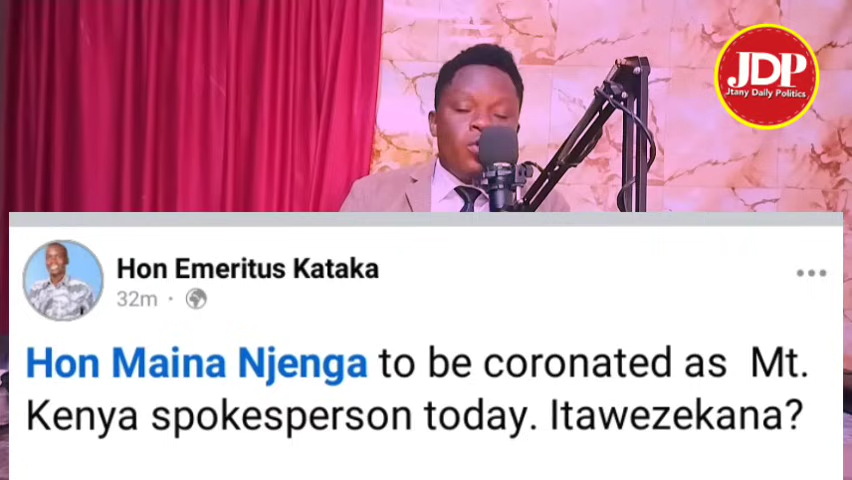 JDP
Jtany Daily Politics
Hon Emeritus Kataka
32m ·
Hon Maina Njenga to be coronated as Mt.
Kenya spokesperson today. Itawezekana?